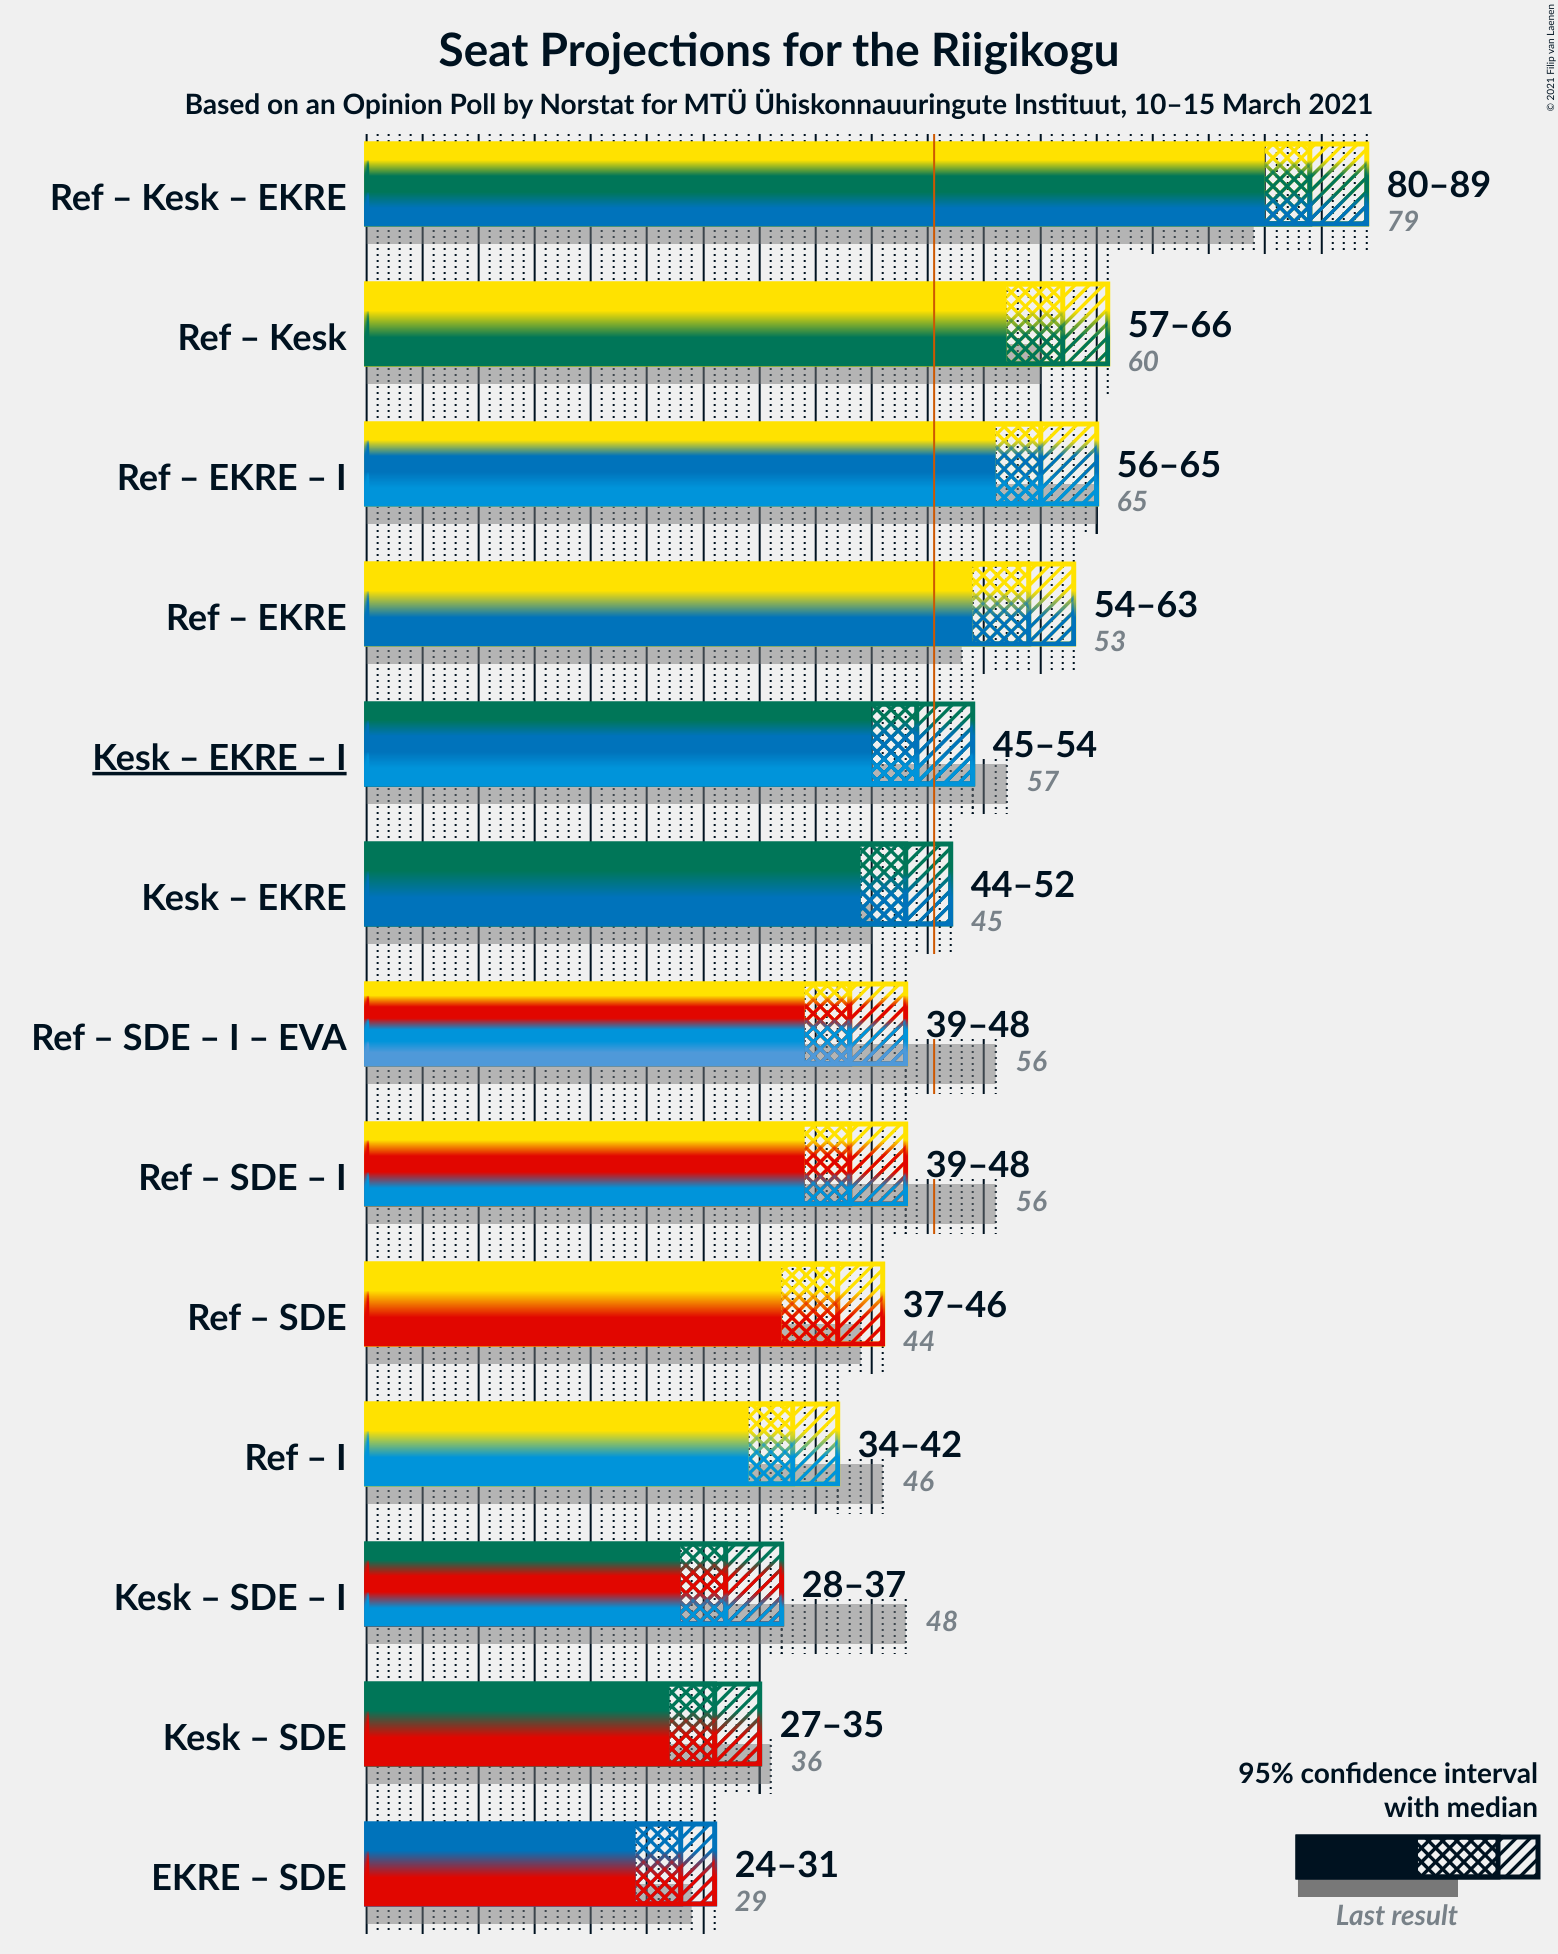 Seat Projections for the Riigikogu
Based on an Opinion Poll by Norstat for MTÜ Ühiskonnauuringute Instituut, 10–15 March 2021
© 2021 Filip van Laenen
Ref – Kesk – EKRE
80–89
79
Ref – Kesk
57–66
60
Ref – EKRE – I
56–65
65
Ref – EKRE
54–63
53
Kesk – EKRE – I
45–54
57
Kesk – EKRE
44–52
45
Ref – SDE – I – EVA
39–48
56
Ref – SDE – I
39–48
56
Ref – SDE
37–46
44
Ref – I
34–42
46
Kesk – SDE – I
28–37
48
Kesk – SDE
27–35
36
EKRE – SDE
24–31
29
95% confidence interval
with median
Last result